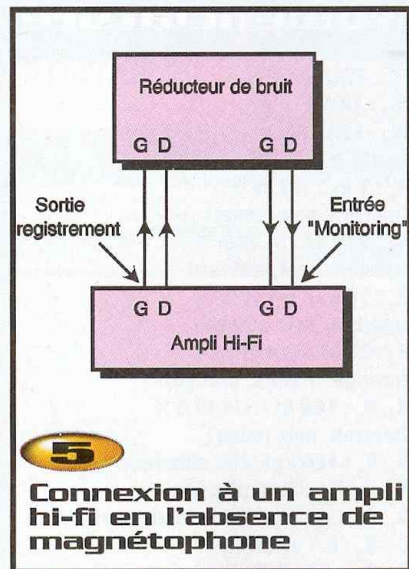 Réducteur de bruit
G D G D
Sortie
registrement
Entrée
"Monitoring"
G D G D
Ampli Hi-Fi
5
Connexion à un ampli
hi-fi en l'absence de
magnétophone